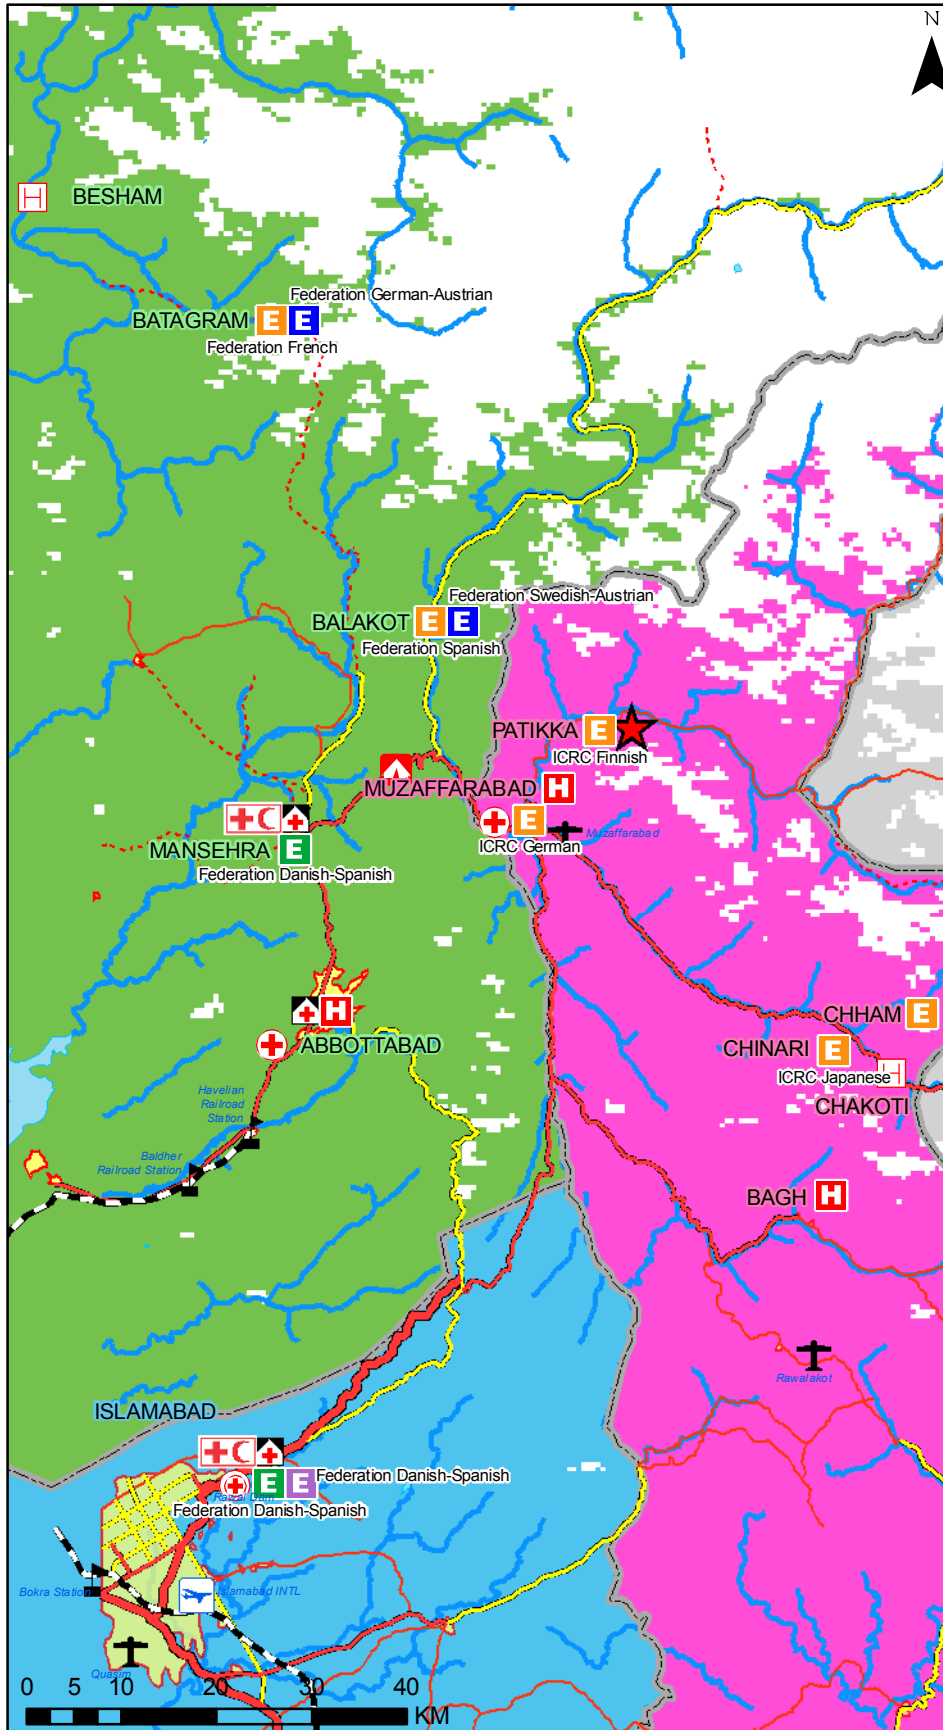 N
BESHAM
Federation German-Austrian
BATAGRAM E E
Federation French
Federation Swedish-Austrian
BALAKOT E E
Federation Spanish
PATIKKA E
ICRC Finnish
MUZAFFARABAD H
E
Muzaffarabad
ICRC German
MANSEHRA E
Federation Danish-Spanish
H
ABBOTTABAD
CHHAM E
CHINARI E
ICRC Japanese
H
CHAKOTI
Havelian
Railroad
Station
Baldher
Railroad Station
BAGH H
Rawalakot
ISLAMABAD
E E Federation Danish-Spanish
Rawal Dam
Federation Danish-Spanish
Bokra Station
Islamabad INTL
Quasim
0 5 10 20 30 40
KM